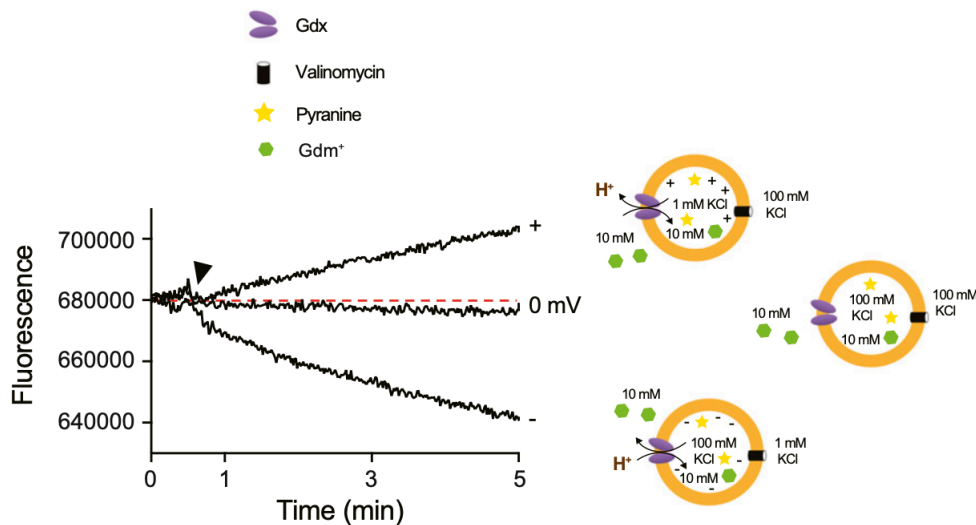 Gdx
Valinomycin
Pyranine
Gdm⁺
Fluorescence
700000
680000
660000
640000
0
1
3
5
Time (min)
+
0 mV
-
H⁺
+
+
+
+
1 mM KCl
10 mM
10 mM
100 mM
KCl
10 mM
100 mM
KCl
10 mM
100 mM
KCl
10 mM
H⁺
-
-
-
-
-
100 mM
KCl
10 mM
1 mM
KCl